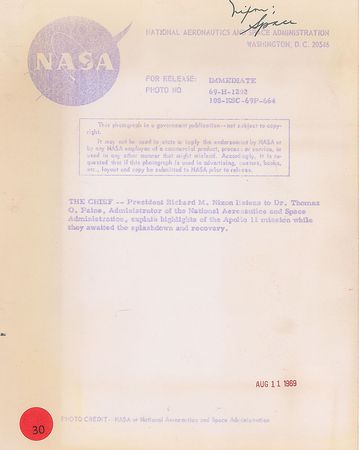 Nixon:
Space
NASA
NATIONAL AERONAUTICS AND SPACE ADMINISTRATION
WASHINGTON, D. C. 20546
FOR RELEASE: IMMEDIATE
PHOTO NO 69-H-1292
108-KSC-69P-664
This photograph is a government publication--not subject to copy-
right.
It may not be used to state or imply the endorsement by NASA or
by any NASA employee of a commercial product, process or service, or
used in any other manner that might mislead. Accordingly, it is re-
quested that if this photograph is used in advertising, posters, books,
etc., layout and copy be submitted to NASA prior to release.
THE CHIEF -- President Richard M. Nixon listens to Dr. Thomas
O. Paine, Administrator of the National Aeronautics and Space
Administration, explain highlights of the Apollo 11 mission while
they awaited the splashdown and recovery.
AUG 11 1969
30
PHOTO CREDIT-- NASA or National Aeronautics and Space Administration